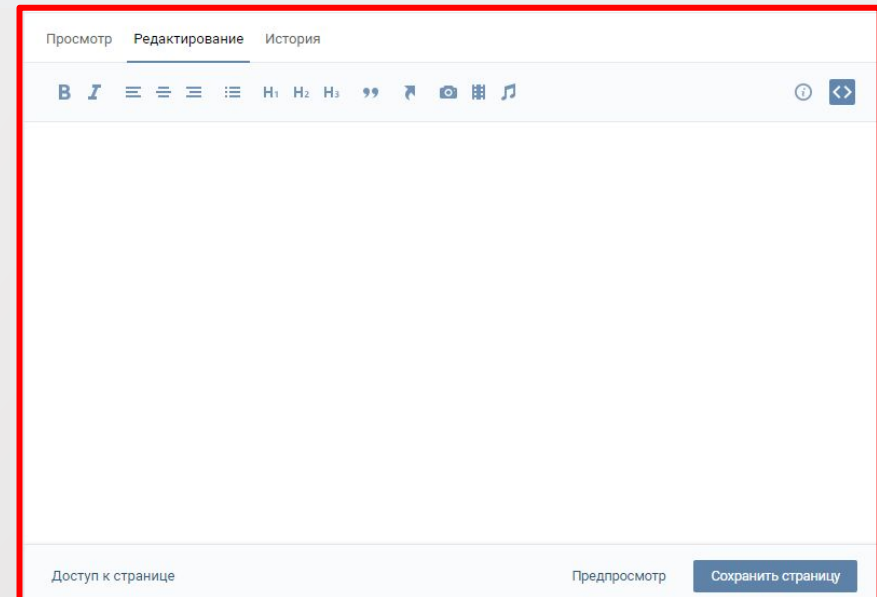 Просмотр Редактирование История
B I H1 H2 H3
Доступ к странице Предпросмотр Сохранить страницу